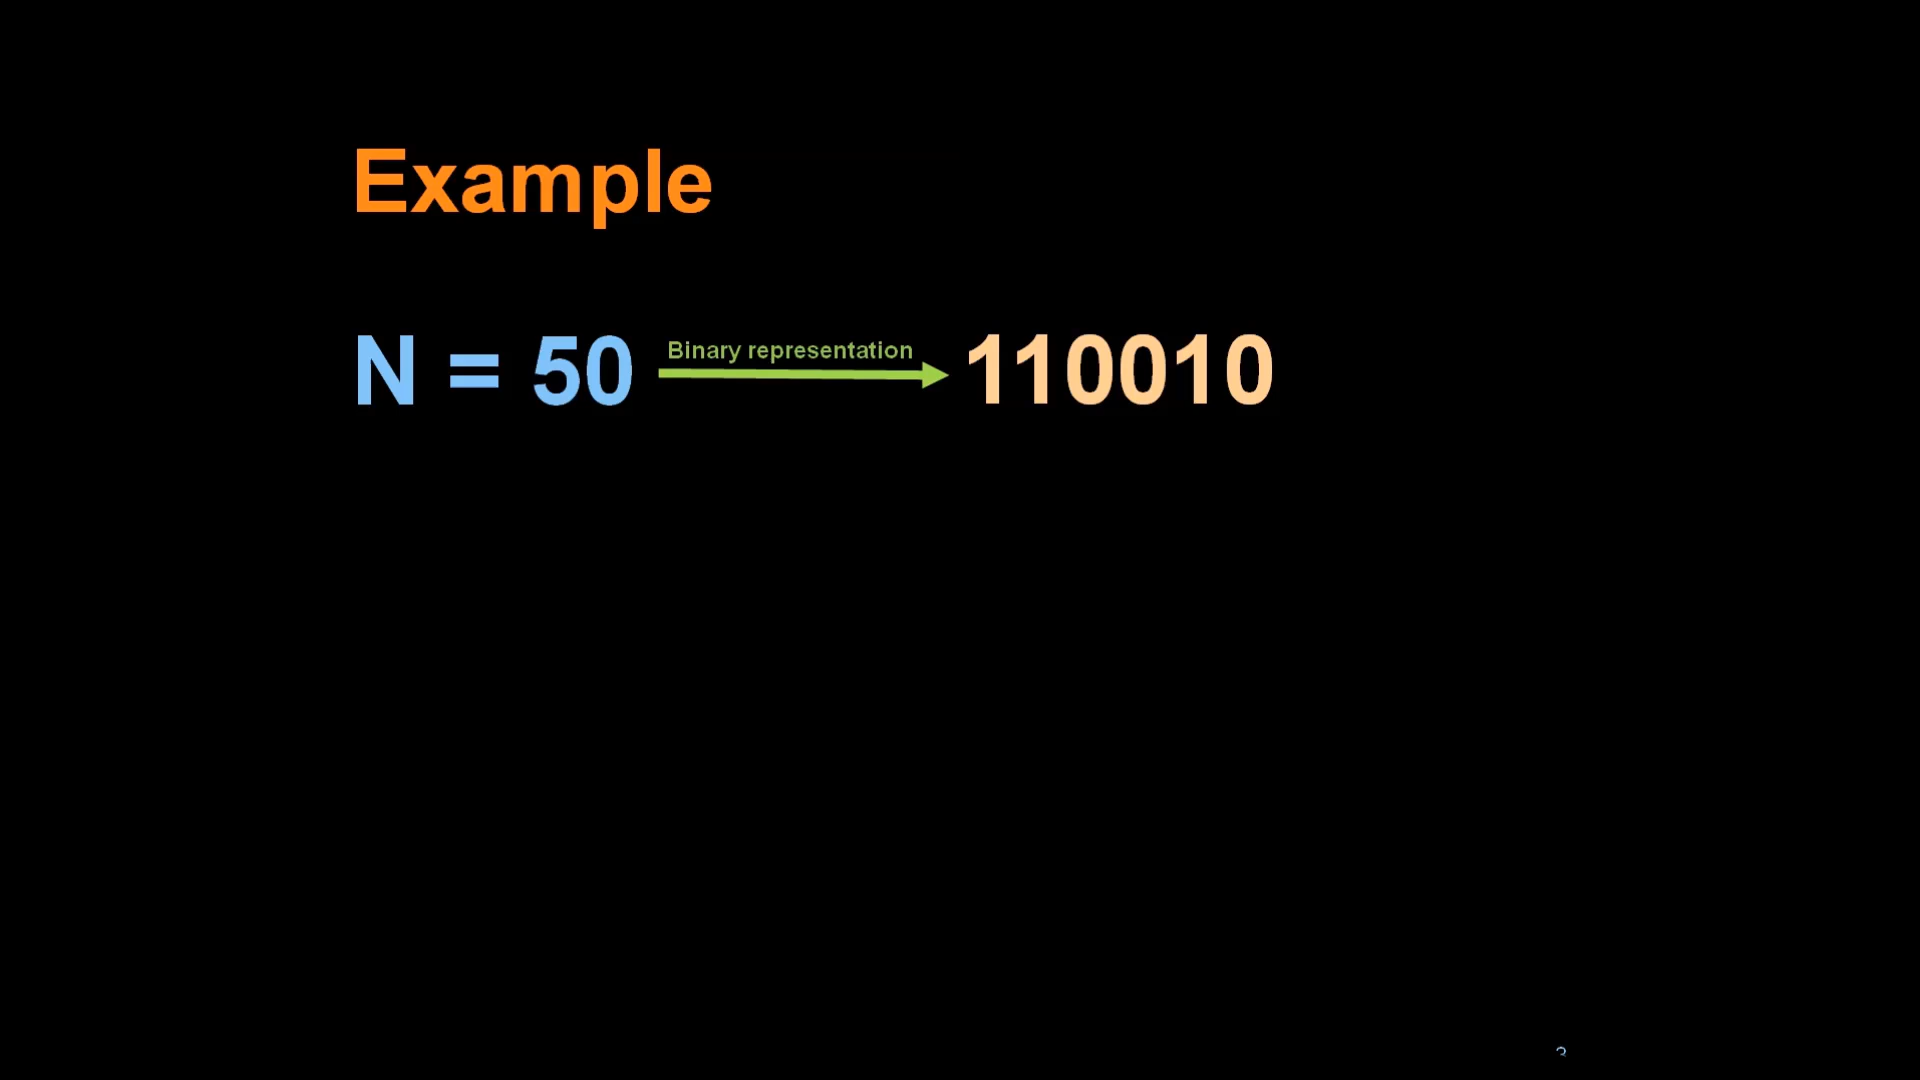 Example
N = 50 Binary representation 110010